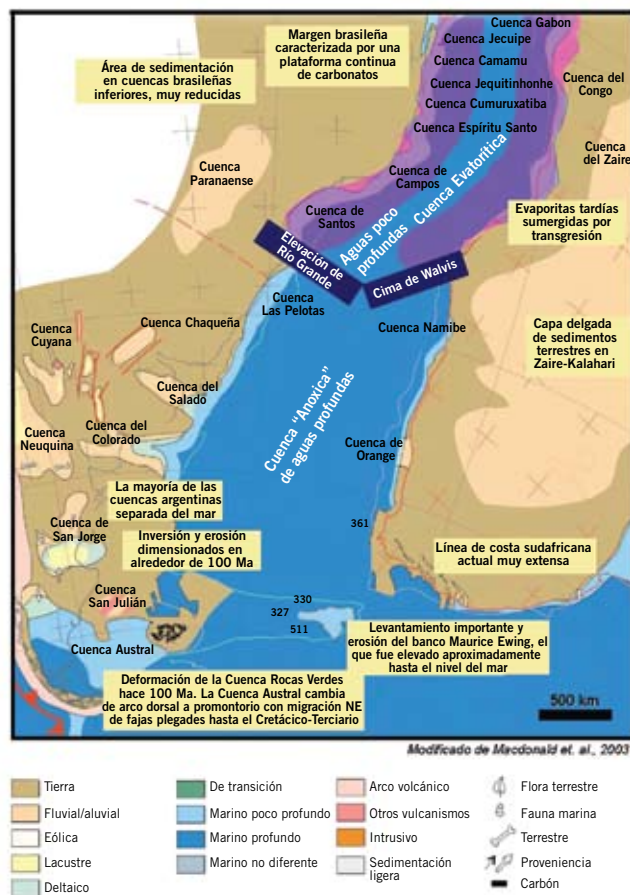 Cuenca Gabon
Cuenca Jecuipe
Cuenca Camamu
Cuenca Jequitinhonhe
Cuenca Cumuruxatiba
Cuenca Espíritu Santo
Margen brasileña
caracterizada por una
plataforma continua
de carbonatos
Área de sedimentación
en cuencas brasileñas
inferiores, muy reducidas
Cuenca del
Congo
Cuenca
del Zaire
Cuenca
Paranaense
Cuenca de
Campos
Cuenca de
Santos
Aguas poco
profundas
Cuenca Evatorítica
Evaporitas tardías
sumergidas por
transgresión
Elevación de
Río Grande
Cima de Walvis
Cuenca
Las Pelotas
Cuenca Namibe
Cuenca Chaqueña
Cuenca
Cuyana
Capa delgada
de sedimentos
terrestres en
Zaire-Kalahari
Cuenca del
Salado
Cuenca del
Colorado
Cuenca
Neuquina
Cuenca "Anoxica"
de aguas profundas
Cuenca de
Orange
La mayoría de las
cuencas argentinas
separada del mar
Cuenca de
San Jorge
Inversión y erosión
dimensionados en
alrededor de 100 Ma
361
Línea de costa sudafricana
actual muy extensa
Cuenca
San Julián
330
327
511
Cuenca Austral
Levantamiento importante y
erosión del banco Maurice Ewing, el
que fue elevado aproximadamente
hasta el nivel del mar
Deformación de la Cuenca Rocas Verdes
hace 100 Ma. La Cuenca Austral cambia
de arco dorsal a promontorio con migración NE
de fajas plegades hasta el Cretácico-Terciario
500 km
Modificado de Macdonald et. al., 2003
Tierra
Fluvial/aluvial
Eólica
Lacustre
Deltaico
De transición
Marino poco profundo
Marino profundo
Marino no diferente
Arco volcánico
Otros vulcanismos
Intrusivo
Sedimentación
ligera
Flora terrestre
Fauna marina
Terrestre
Proveniencia
Carbón